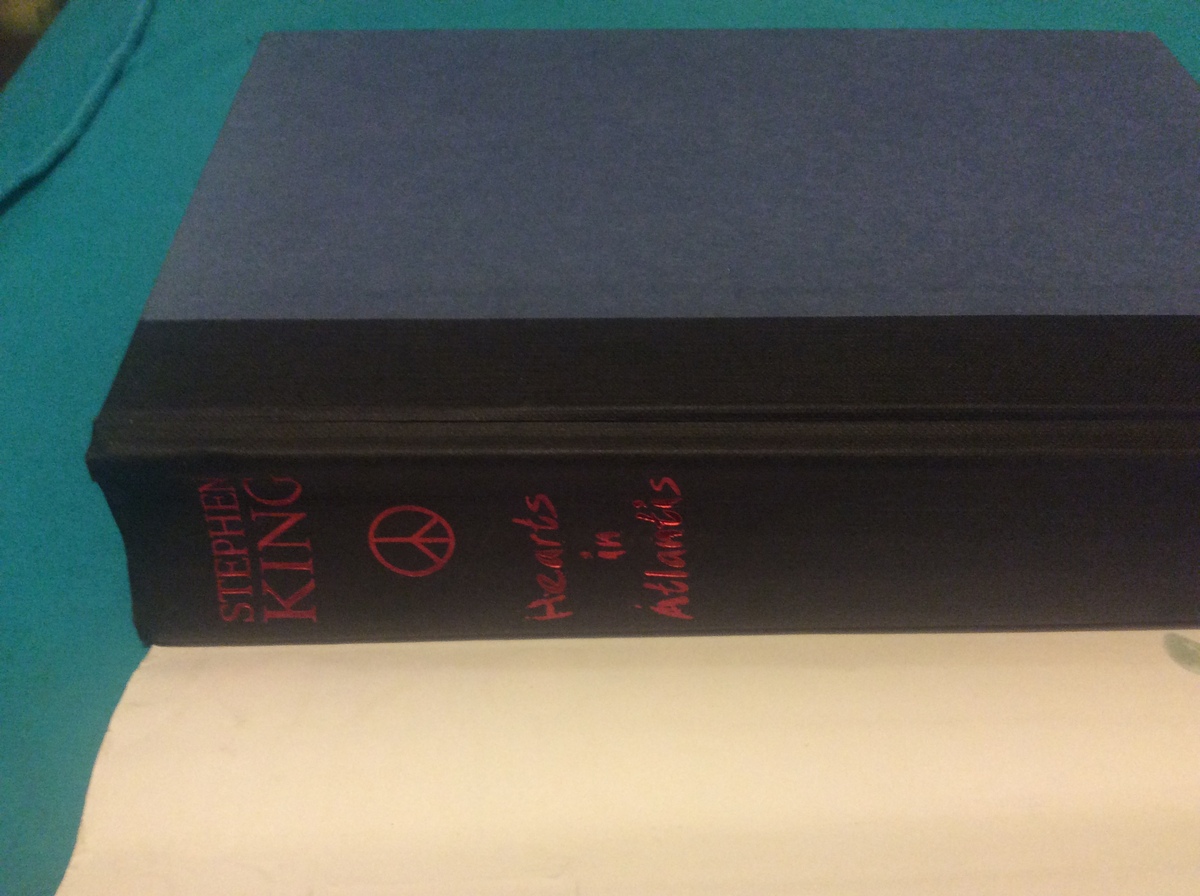 STEPHEN
KING
Hearts
in
Atlantis